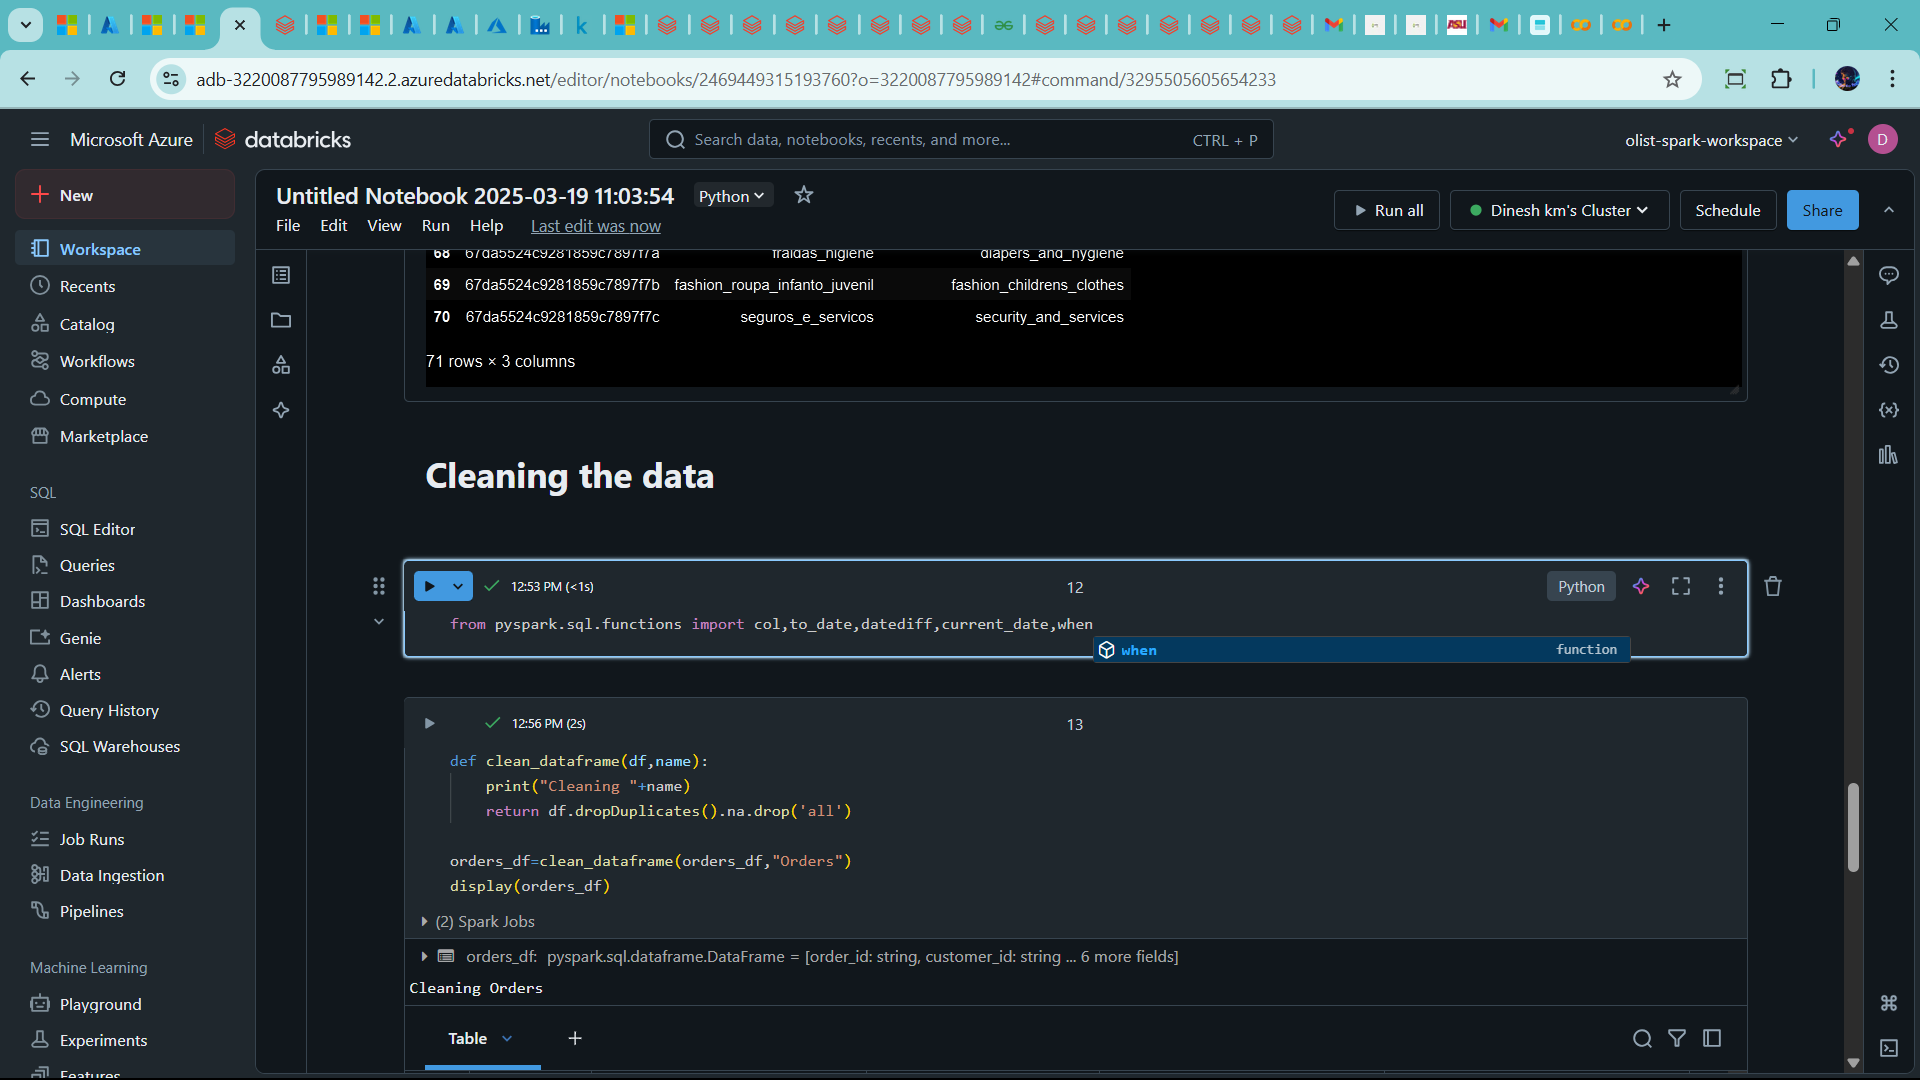 adb-3220087795989142.2.azuredatabricks.net/editor/notebooks/2469449315193760?o=3220087795989142#command/3295505605654233
Microsoft Azure
databricks
Search data, notebooks, recents, and more...
CTRL + P
olist-spark-workspace
D
New
Workspace
Recents
Catalog
Workflows
Compute
Marketplace
SQL
SQL Editor
Queries
Dashboards
Genie
Alerts
Query History
SQL Warehouses
Data Engineering
Job Runs
Data Ingestion
Pipelines
Machine Learning
Playground
Experiments
Features
Untitled Notebook 2025-03-19 11:03:54
Python
File Edit View Run Help Last edit was now
Run all
Dinesh km's Cluster
Schedule
Share
68 67da5524c9281859c7897f7a fraldas_higiene diapers_and_hygiene
69 67da5524c9281859c7897f7b fashion_roupa_infanto_juvenil fashion_childrens_clothes
70 67da5524c9281859c7897f7c seguros_e_servicos security_and_services
71 rows × 3 columns
Cleaning the data
12:53 PM (<1s)
12
Python
from pyspark.sql.functions import col,to_date,datediff,current_date,when
when function
12:56 PM (2s)
13
def clean_dataframe(df,name):
print("Cleaning "+name)
return df.dropDuplicates().na.drop('all')
orders_df=clean_dataframe(orders_df,"Orders")
display(orders_df)
(2) Spark Jobs
orders_df: pyspark.sql.dataframe.DataFrame = [order_id: string, customer_id: string ... 6 more fields]
Cleaning Orders
Table